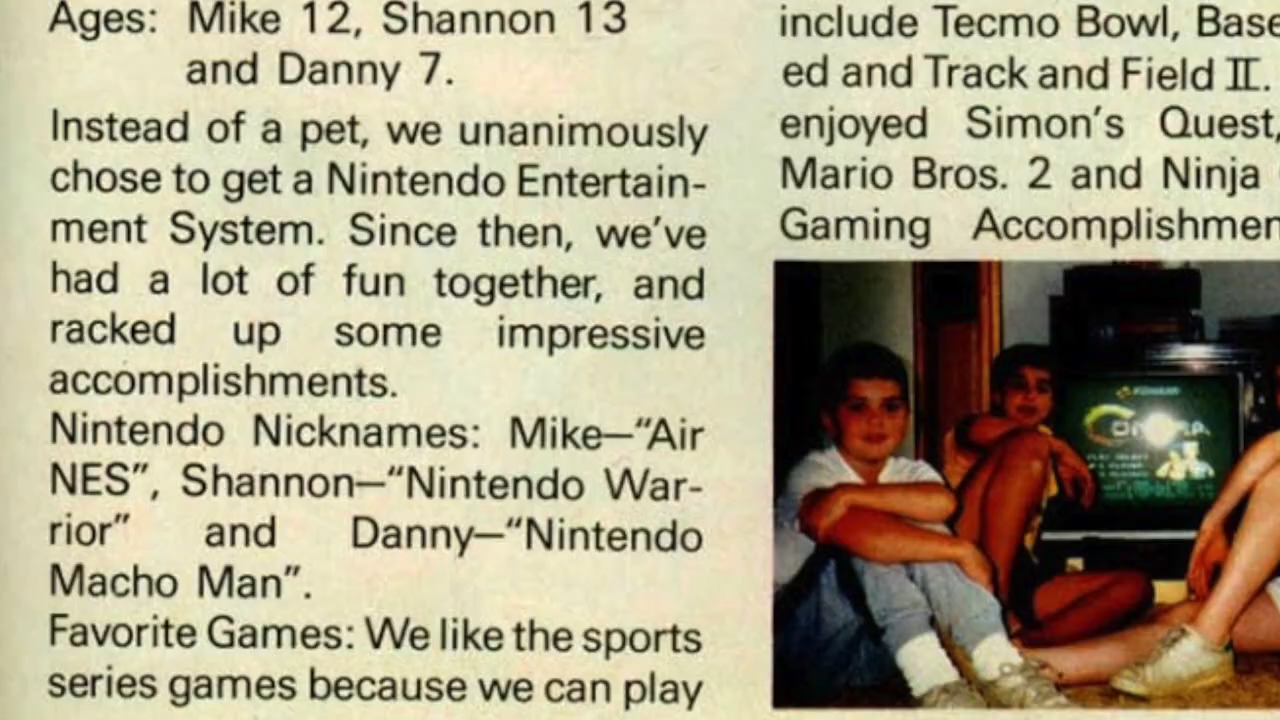 Ages: Mike 12, Shannon 13
and Danny 7.
Instead of a pet, we unanimously
chose to get a Nintendo Entertain-
ment System. Since then, we've
had a lot of fun together, and
racked up some impressive
accomplishments.
Nintendo Nicknames: Mike—"Air
NES", Shannon—"Nintendo War-
rior" and Danny—"Nintendo
Macho Man".
Favorite Games: We like the sports
series games because we can play
include Tecmo Bowl, Base
ed and Track and Field II.
enjoyed Simon's Quest,
Mario Bros. 2 and Ninja
Gaming Accomplishmen
KONAMI